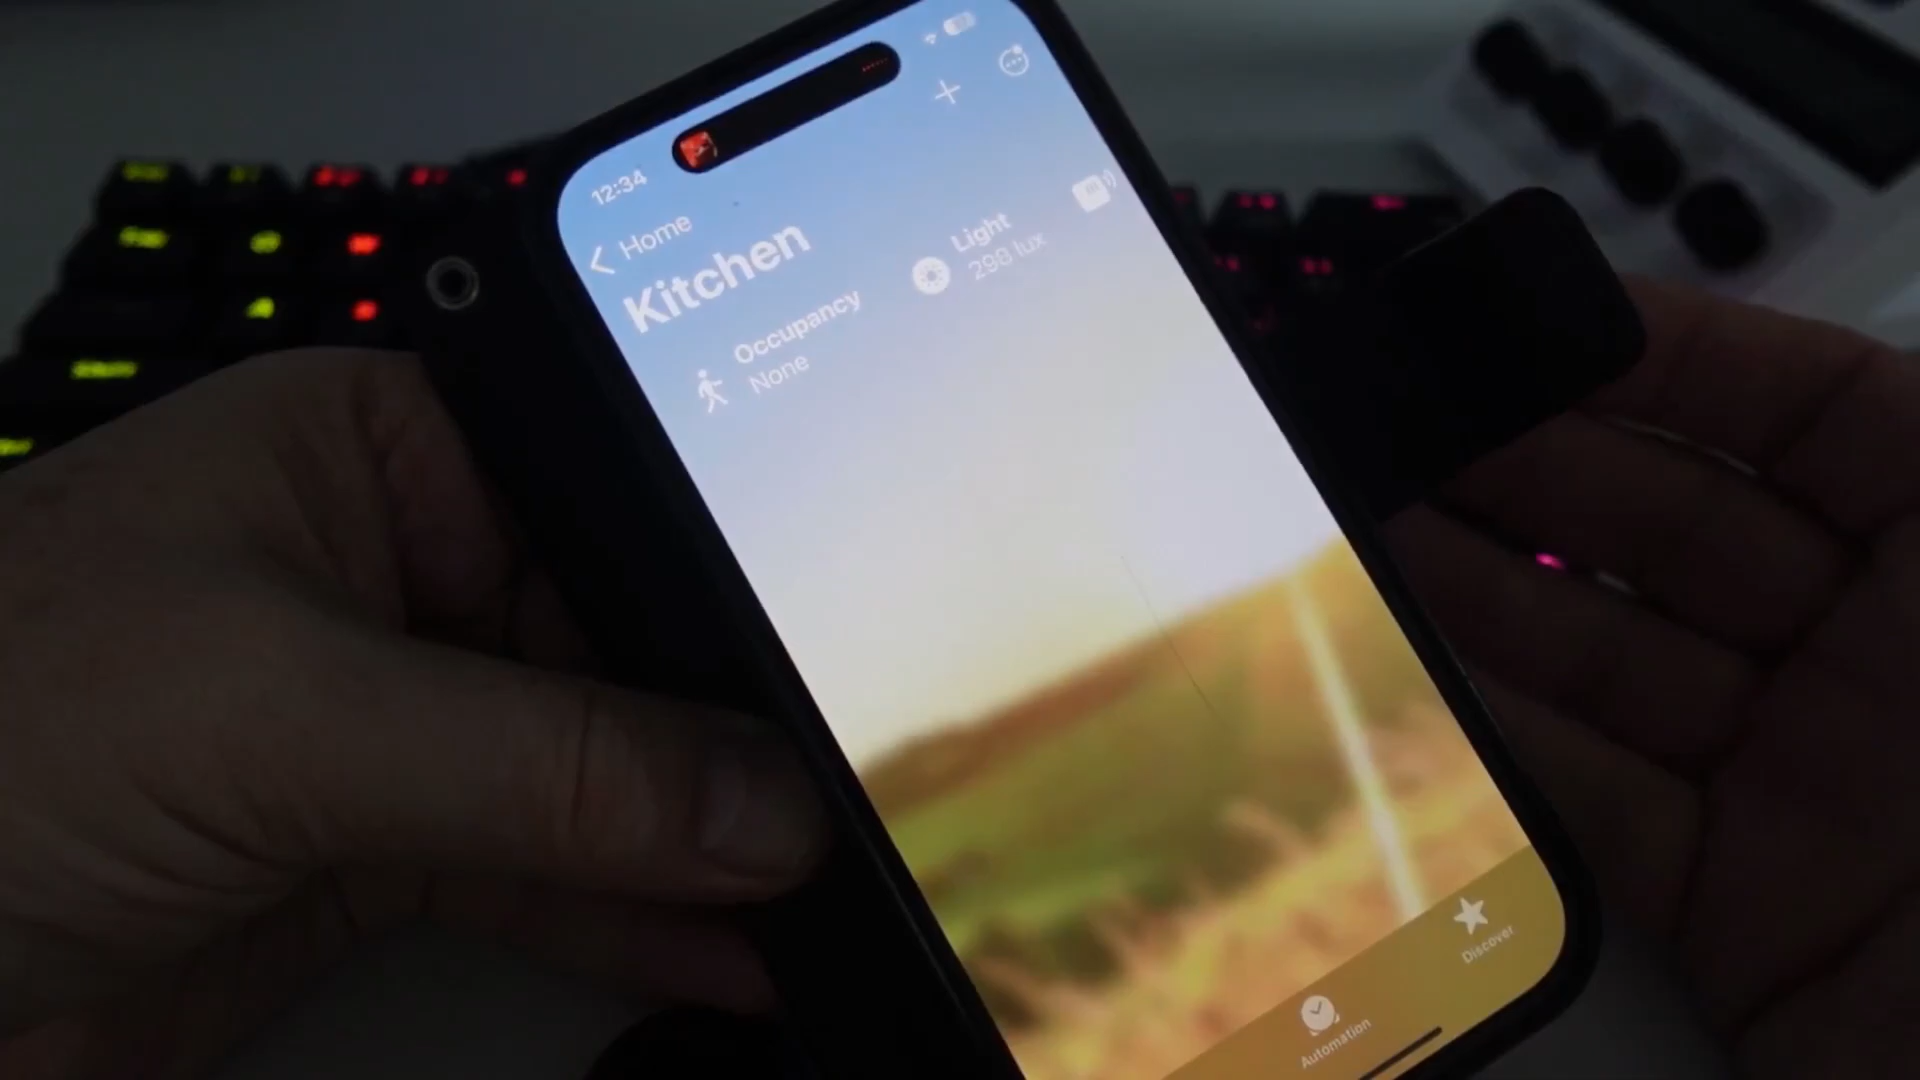 12:34
Home
Kitchen
Occupancy
None
Light
298 lux
Automation
Discover